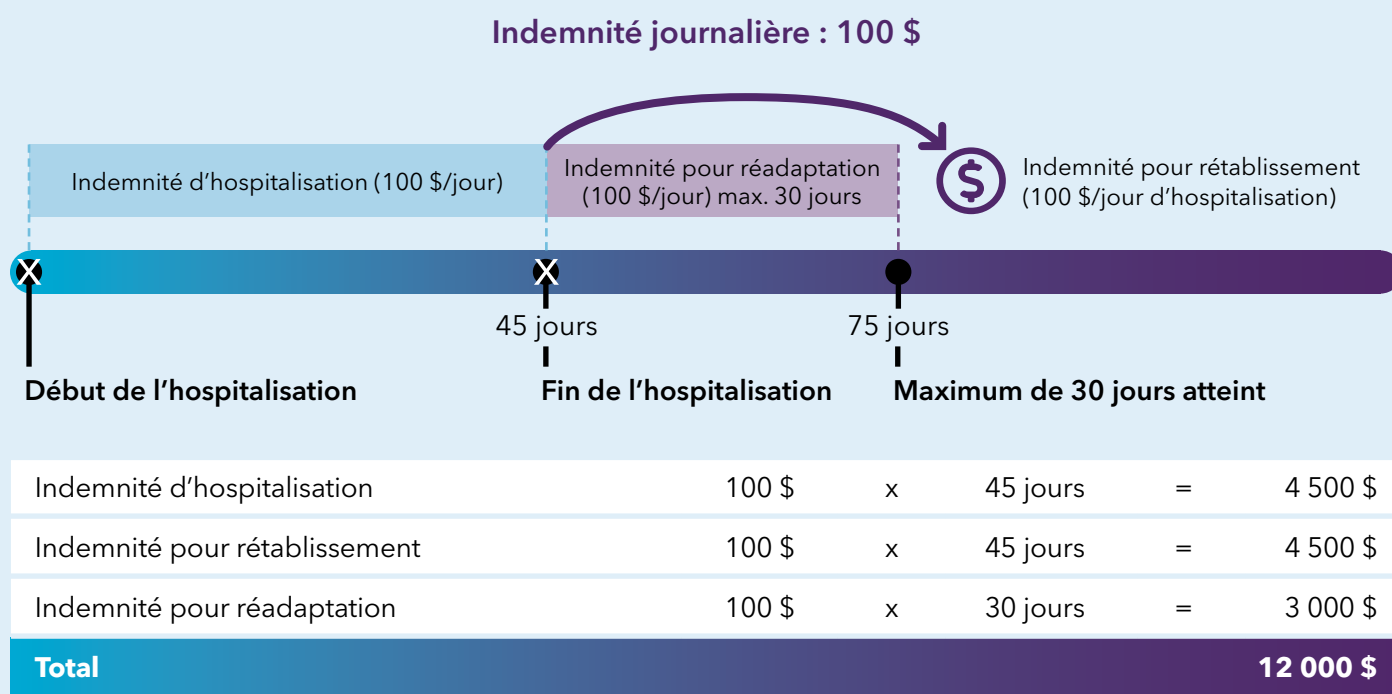 Indemnité journalière : 100 $
Indemnité d’hospitalisation (100 $/jour)
Indemnité pour réadaptation
(100 $/jour) max. 30 jours
$
Indemnité pour rétablissement
(100 $/jour d’hospitalisation)
X
X
45 jours
75 jours
Début de l’hospitalisation
Fin de l’hospitalisation
Maximum de 30 jours atteint
Indemnité d’hospitalisation 100 $ x 45 jours = 4 500 $
Indemnité pour rétablissement 100 $ x 45 jours = 4 500 $
Indemnité pour réadaptation 100 $ x 30 jours = 3 000 $
Total 12 000 $